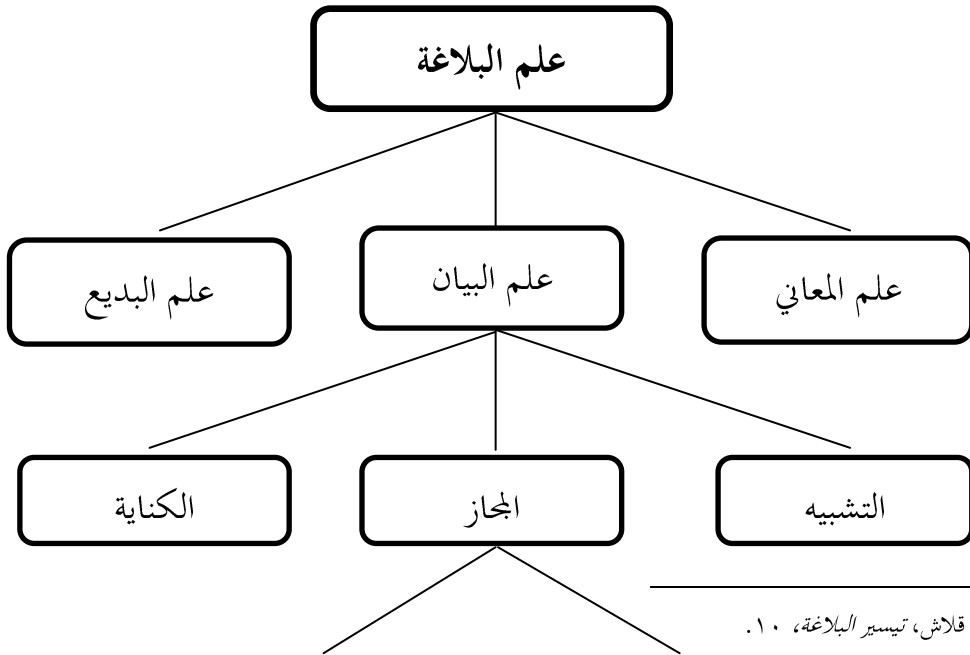 علم البلاغة
علم المعاني
علم البيان
علم البديع
التشبيه
المجاز
الكناية
قلاش، تيسير البلاغة، ١٠.